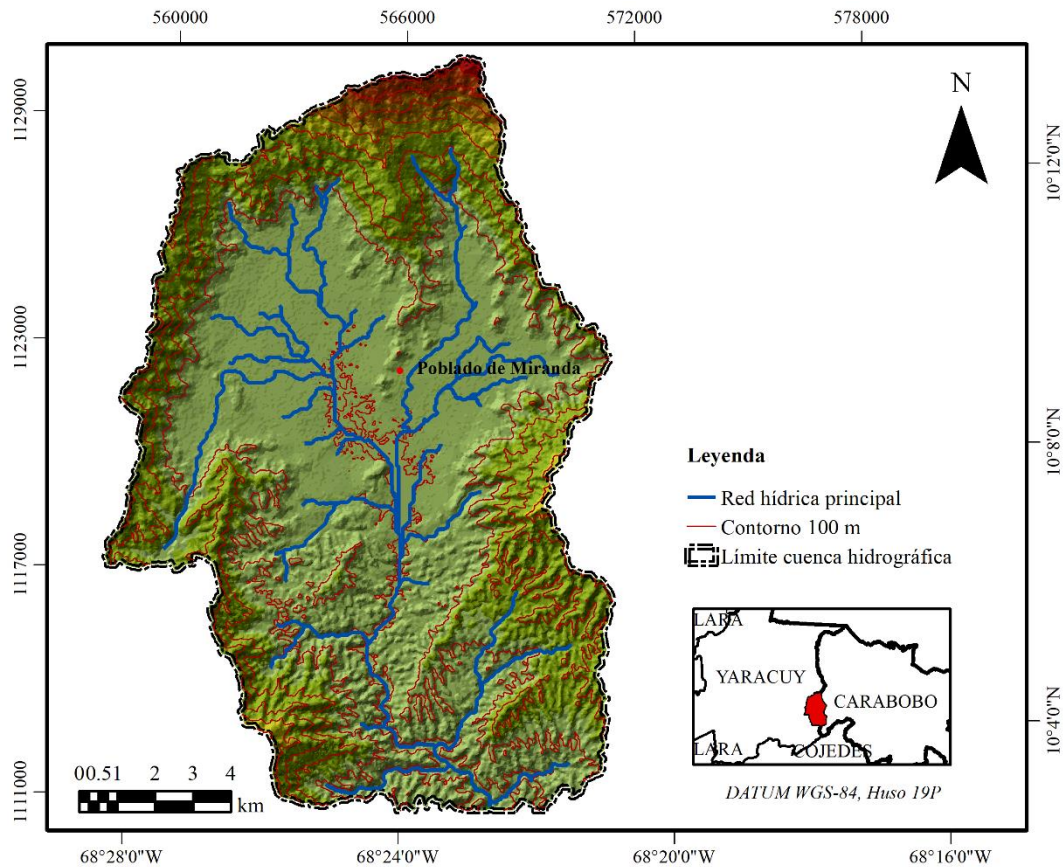 560000
566000
572000
578000
1129000
1123000
1117000
1111000
N
10°12'0"N
10°8'0"N
10°4'0"N
Poblado de Miranda
Leyenda
Red hídrica principal
Contorno 100 m
Límite cuenca hidrográfica
LARA
YARACUY
CARABOBO
LARA
COJEDES
DATUM WGS-84, Huso 19P
00.51 2 3 4
km
68°28'0"W
68°24'0"W
68°20'0"W
68°16'0"W